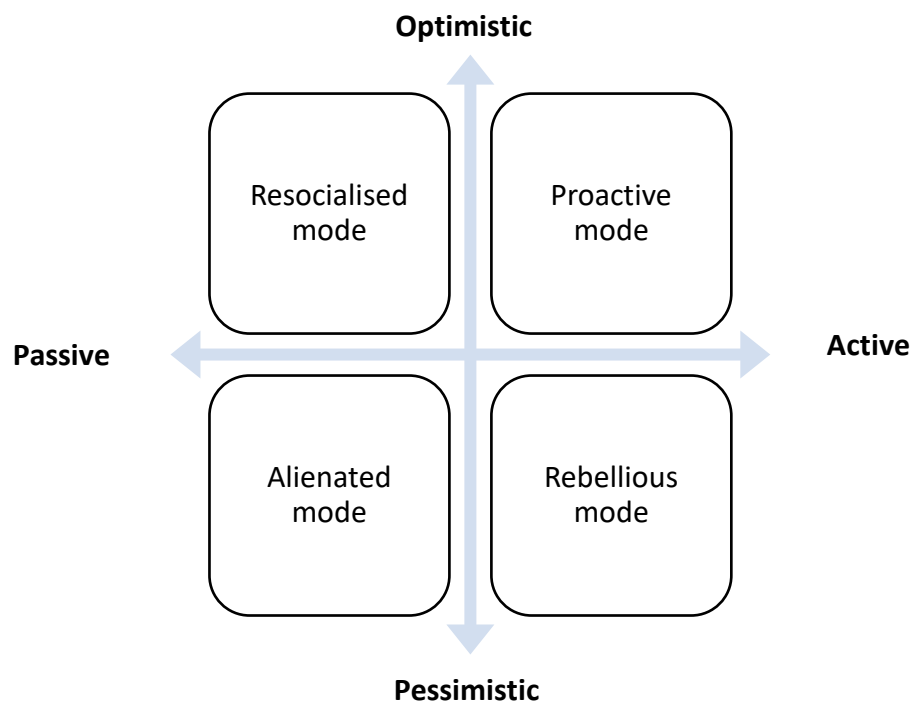 Optimistic
Resocialised
mode
Proactive
mode
Passive
Active
Alienated
mode
Rebellious
mode
Pessimistic